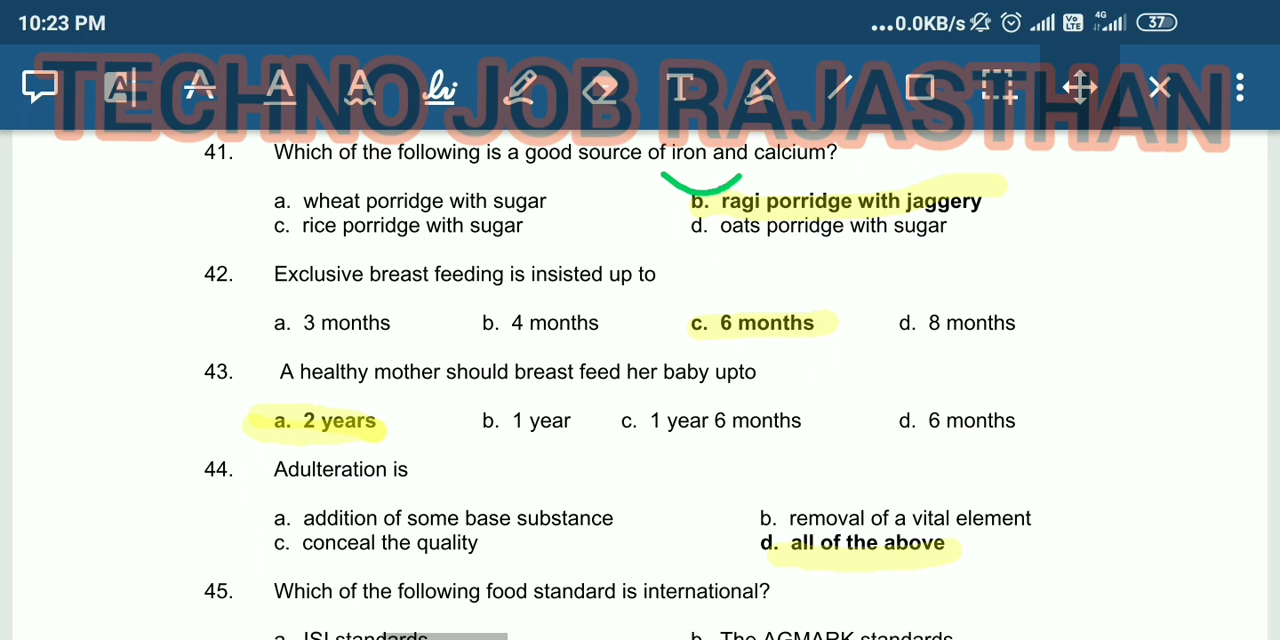 10:23 PM
...0.0KB/s Vo LTE 4G 37
TECHNO JOB RAJASTHAN
41. Which of the following is a good source of iron and calcium?
a. wheat porridge with sugar b. ragi porridge with jaggery
c. rice porridge with sugar d. oats porridge with sugar
42. Exclusive breast feeding is insisted up to
a. 3 months b. 4 months c. 6 months d. 8 months
43. A healthy mother should breast feed her baby upto
a. 2 years b. 1 year c. 1 year 6 months d. 6 months
44. Adulteration is
a. addition of some base substance b. removal of a vital element
c. conceal the quality d. all of the above
45. Which of the following food standard is international?
a. ISI standards b. The AGMARK standards